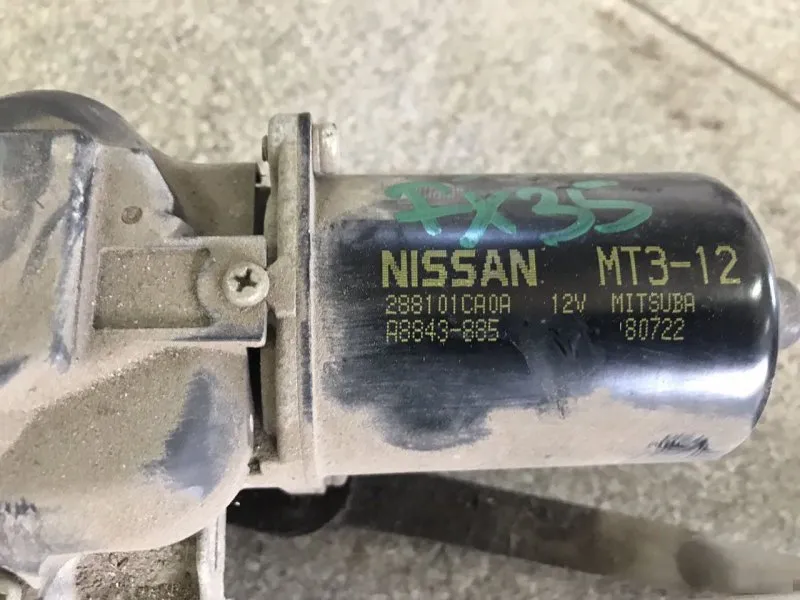 FX35
NISSAN MT3-12
288101CA0A 12V MITSUBA
A8843-885 80722